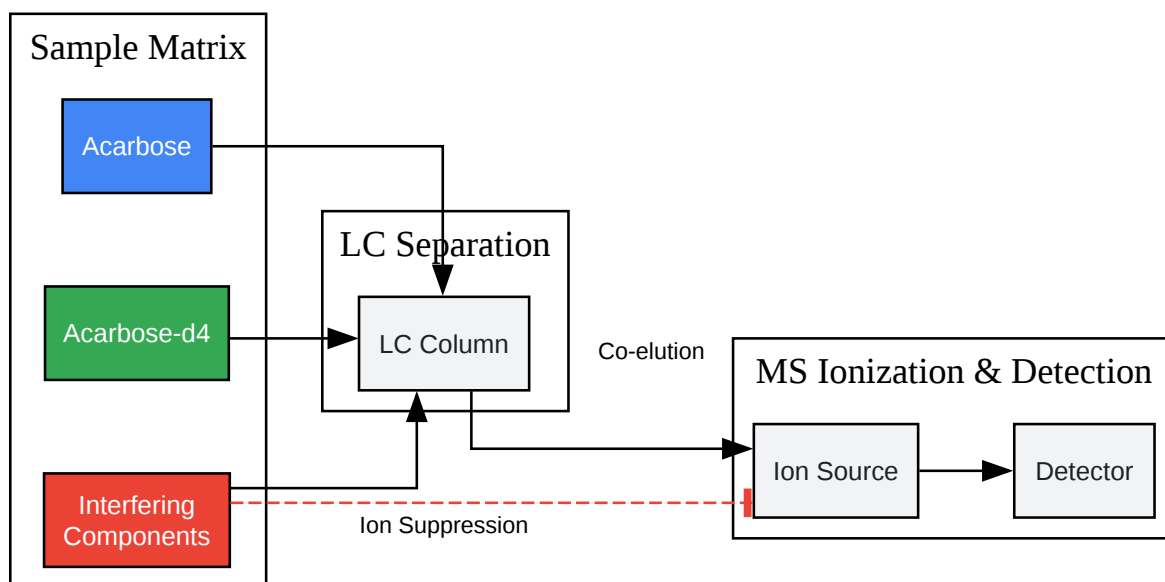 Sample Matrix
Acarbose
Acarbose-d4
Interfering
Components
LC Separation
LC Column
Co-elution
Ion Suppression
MS Ionization & Detection
Ion Source
Detector